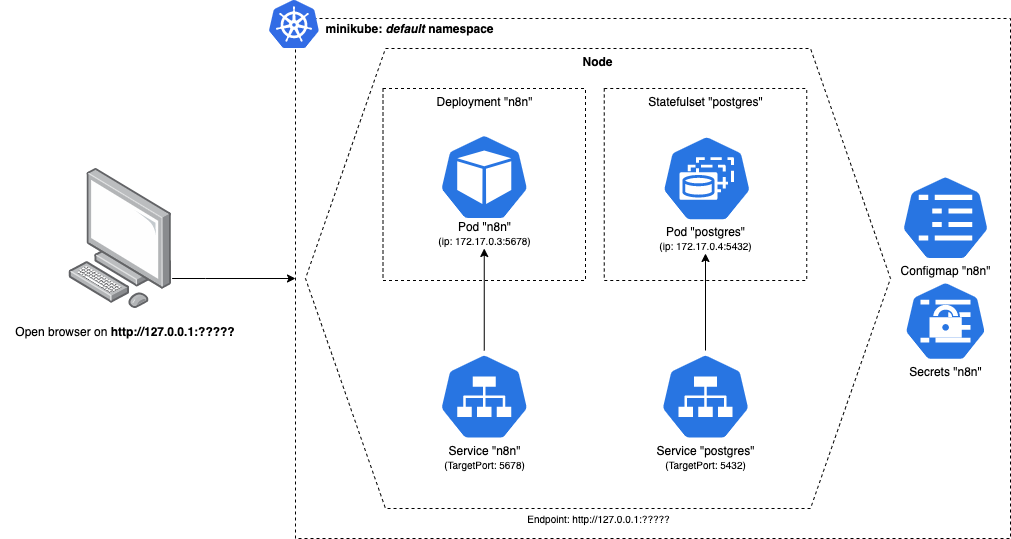 minikube: default namespace
Node
Deployment "n8n"
Statefulset "postgres"
Pod "n8n"
(ip: 172.17.0.3:5678)
Pod "postgres"
(ip: 172.17.0.4:5432)
Configmap "n8n"
Open browser on http://127.0.0.1:?????
Secrets "n8n"
Service "n8n"
(TargetPort: 5678)
Service "postgres"
(TargetPort: 5432)
Endpoint: http://127.0.0.1:?????